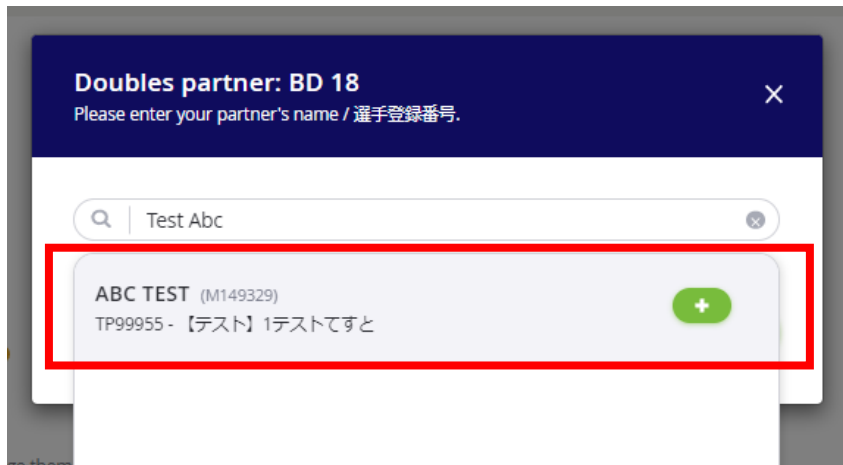 Doubles partner: BD 18
Please enter your partner's name / 選手登録番号.
Test Abc
ABC TEST (M149329)
TP99955 - 【テスト】1テストてすと